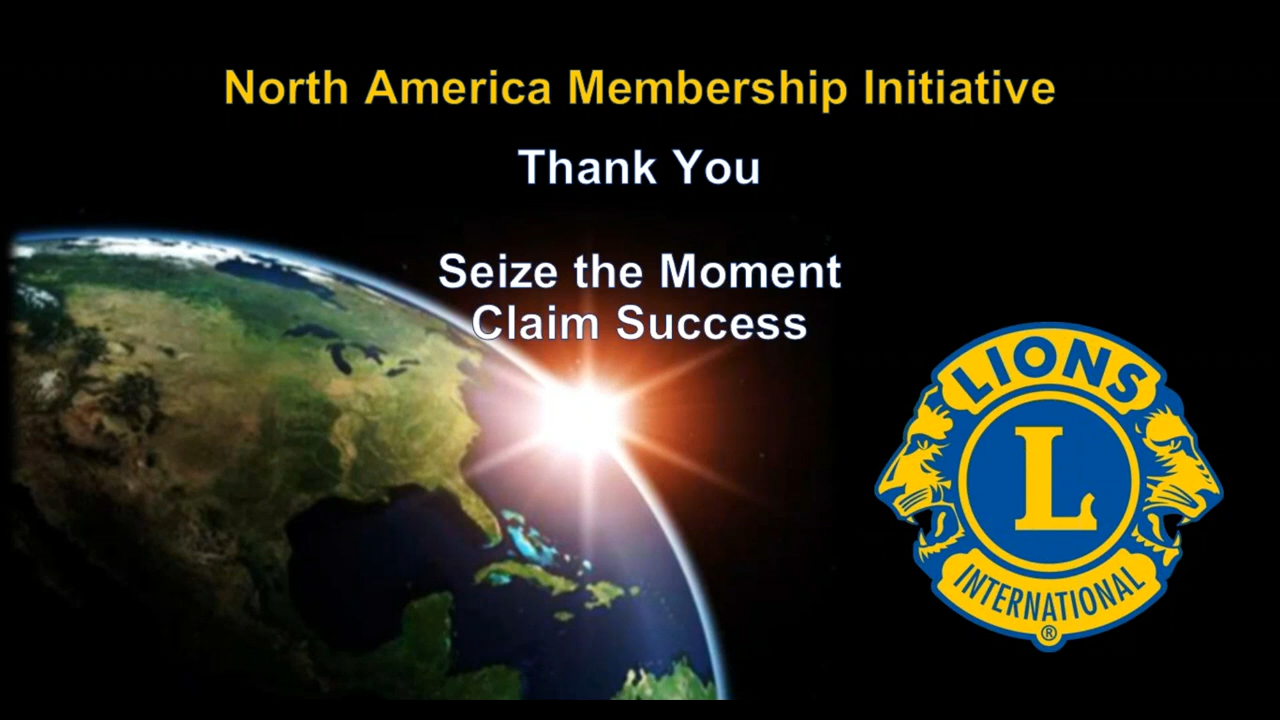 North America Membership Initiative
Thank You
Seize the Moment
Claim Success
LIONS
L
INTERNATIONAL
®